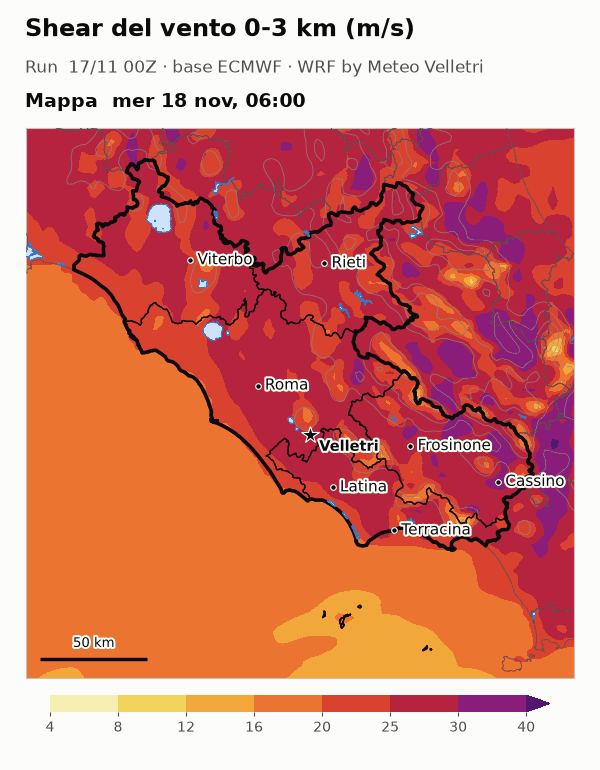 Shear del vento 0-3 km (m/s)
Run 17/11 00Z · base ECMWF · WRF by Meteo Velletri
Mappa mer 18 nov, 06:00
Viterbo
Rieti
Roma
Velletri
Frosinone
Cassino
Latina
Terracina
50 km
4 8 12 16 20 25 30 40